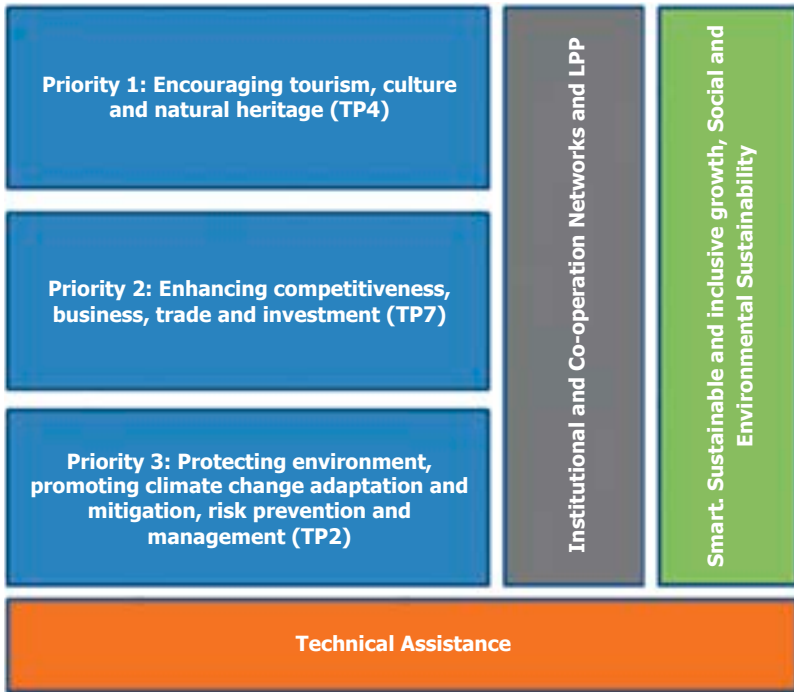 Priority 1: Encouraging tourism, culture
and natural heritage (TP4)
Priority 2: Enhancing competitiveness,
business, trade and investment (TP7)
Priority 3: Protecting environment,
promoting climate change adaptation and
mitigation, risk prevention and
management (TP2)
Institutional and Co-operation Networks and LPP
Smart. Sustainable and inclusive growth, Social and
Environmental Sustainability
Technical Assistance